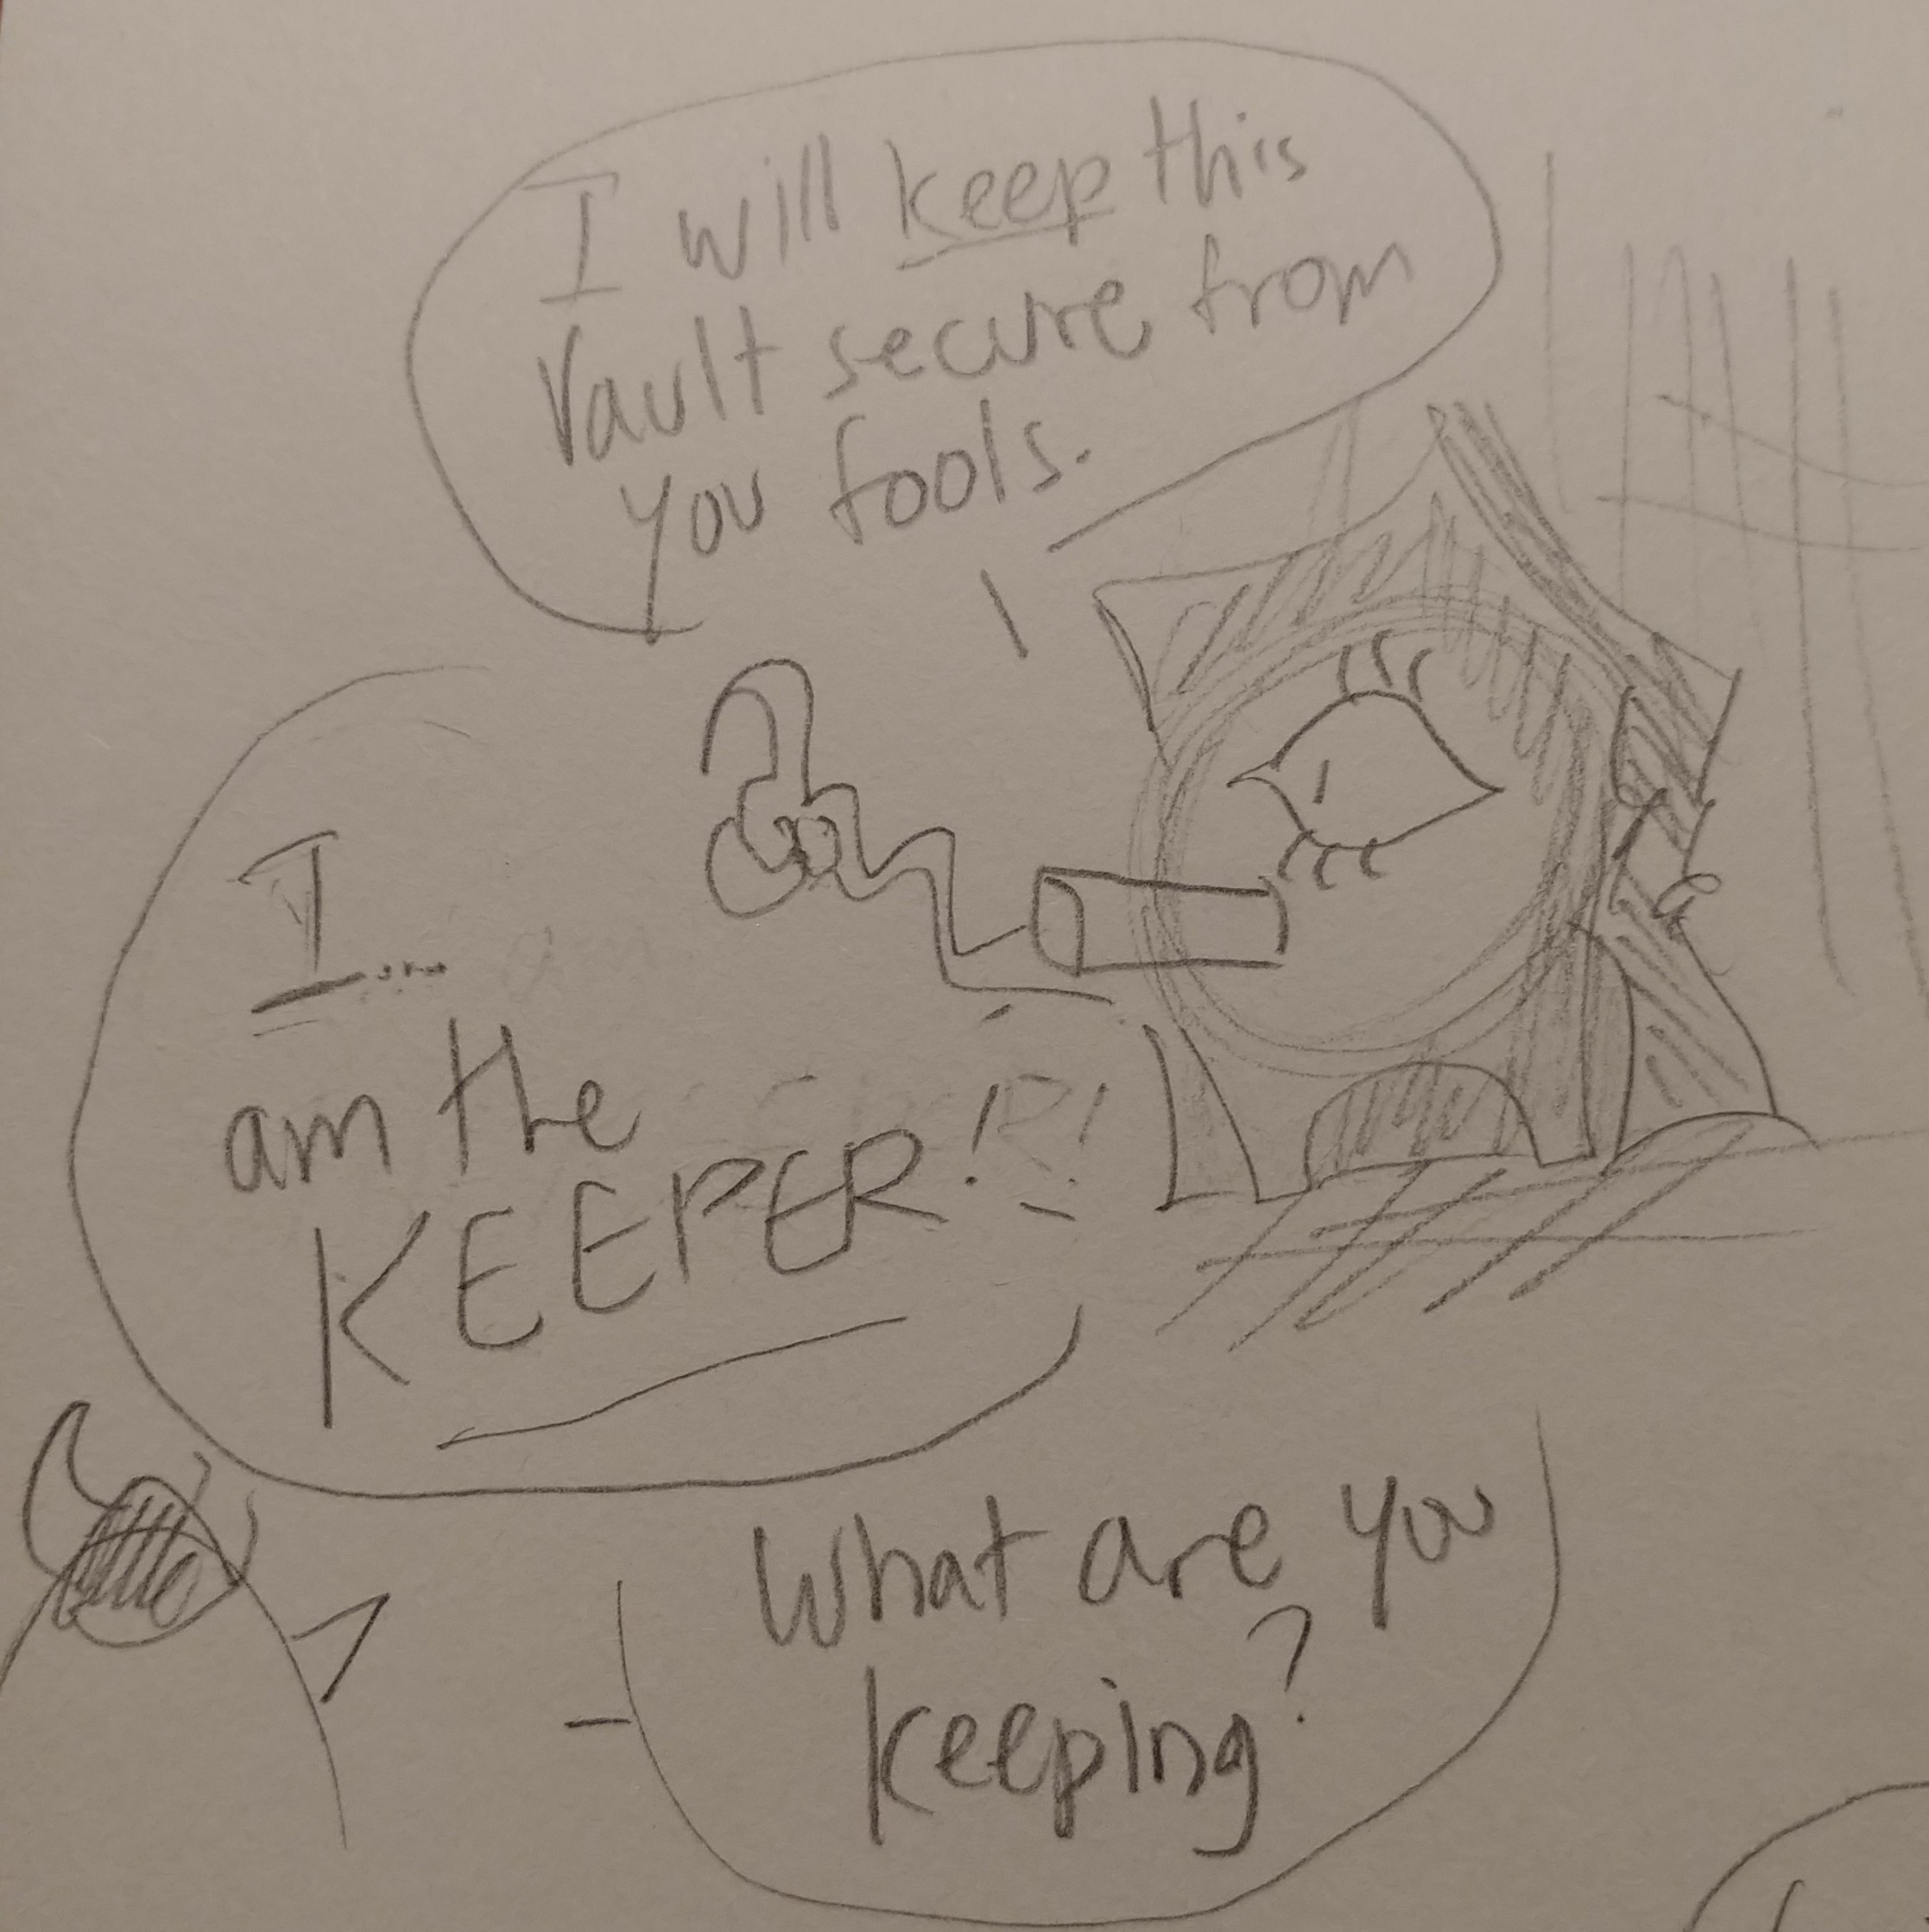 I will keep this
Vault secure from
you fools.
I...
am the
KEEPER!!
What are you
keeping?